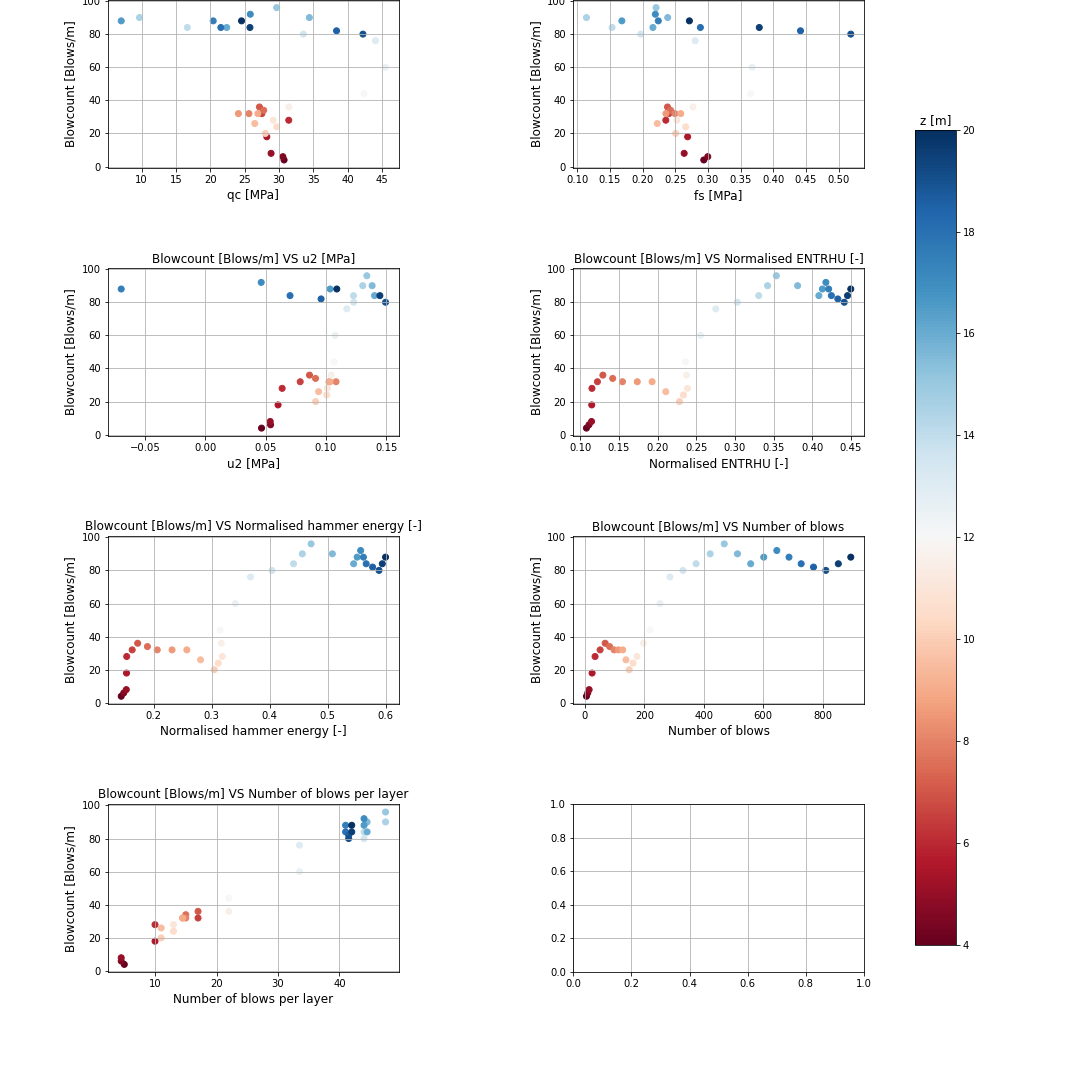 100
80
60
40
20
0
Blowcount [Blows/m]
10 15 20 25 30 35 40 45
qc [MPa]
100
80
60
40
20
0
Blowcount [Blows/m]
0.10 0.15 0.20 0.25 0.30 0.35 0.40 0.45 0.50
fs [MPa]
z [m]
20
18
16
14
12
10
8
6
4
Blowcount [Blows/m] VS u2 [MPa]
100
80
60
40
20
0
Blowcount [Blows/m]
−0.05 0.00 0.05 0.10 0.15
u2 [MPa]
Blowcount [Blows/m] VS Normalised ENTRHU [-]
100
80
60
40
20
0
Blowcount [Blows/m]
0.10 0.15 0.20 0.25 0.30 0.35 0.40 0.45
Normalised ENTRHU [-]
Blowcount [Blows/m] VS Normalised hammer energy [-]
100
80
60
40
20
0
Blowcount [Blows/m]
0.2 0.3 0.4 0.5 0.6
Normalised hammer energy [-]
Blowcount [Blows/m] VS Number of blows
100
80
60
40
20
0
Blowcount [Blows/m]
0 200 400 600 800
Number of blows
Blowcount [Blows/m] VS Number of blows per layer
100
80
60
40
20
0
Blowcount [Blows/m]
10 20 30 40
Number of blows per layer
1.0
0.8
0.6
0.4
0.2
0.0
0.0 0.2 0.4 0.6 0.8 1.0